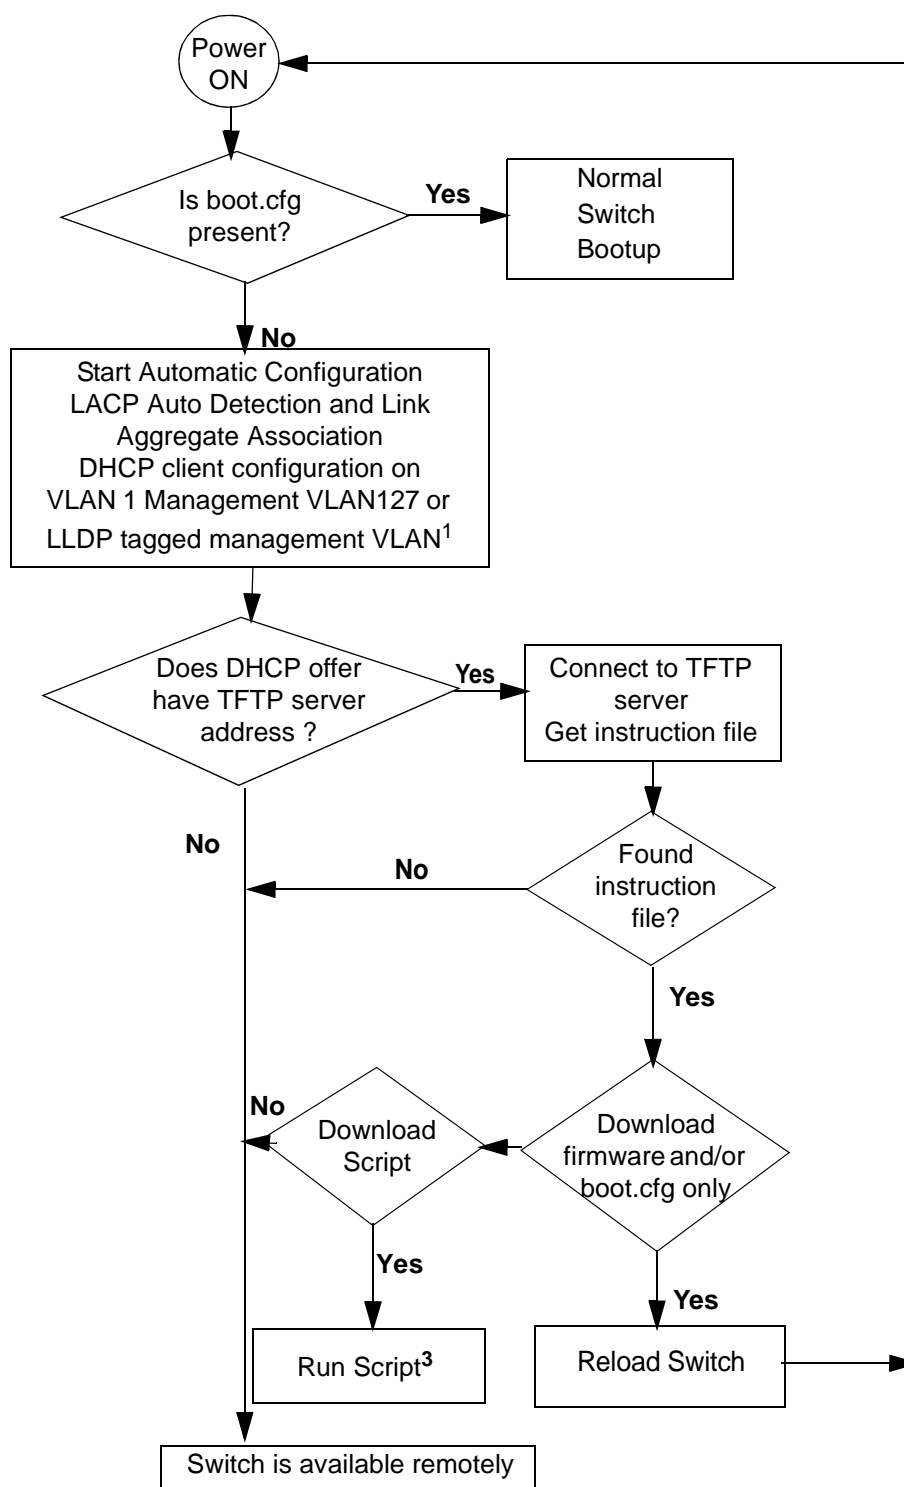 Power
ON
Is boot.cfg
present?
Yes
Normal
Switch
Bootup
No
Start Automatic Configuration
LACP Auto Detection and Link
Aggregate Association
DHCP client configuration on
VLAN 1 Management VLAN127 or
LLDP tagged management VLAN1
Does DHCP offer
have TFTP server
address ?
Yes
Connect to TFTP
server
Get instruction file
No
No
Found
instruction
file?
Yes
No
Download
Script
Download
firmware and/or
boot.cfg only
Yes
Yes
Run Script3
Reload Switch
Switch is available remotely